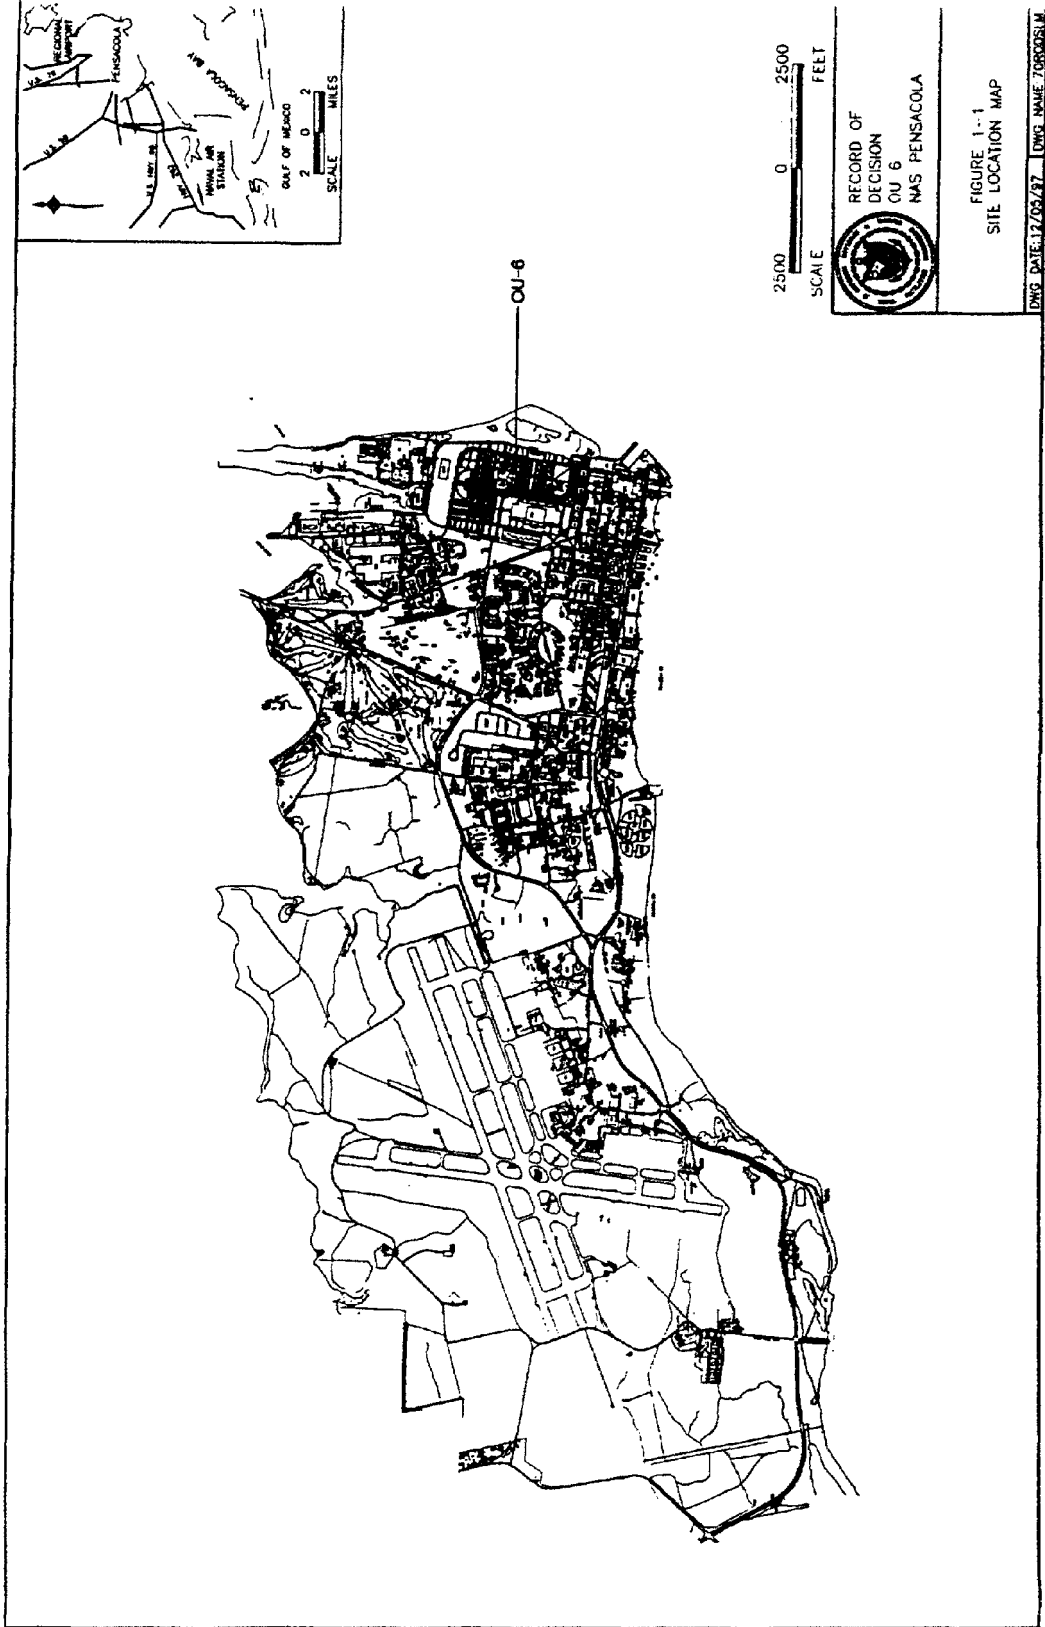 REGIONAL
AIRPORT
PENSACOLA
PENSACOLA BAY
NAVAL AIR
STATION
GULF OF MEXICO
2 0 2
SCALE MILES
OU-6
2500 0 2500
SCALE FEET
RECORD OF
DECISION
OU 6
NAS PENSACOLA
FIGURE 1-1
SITE LOCATION MAP
DWG DATE:12/05/97 DWG NAME